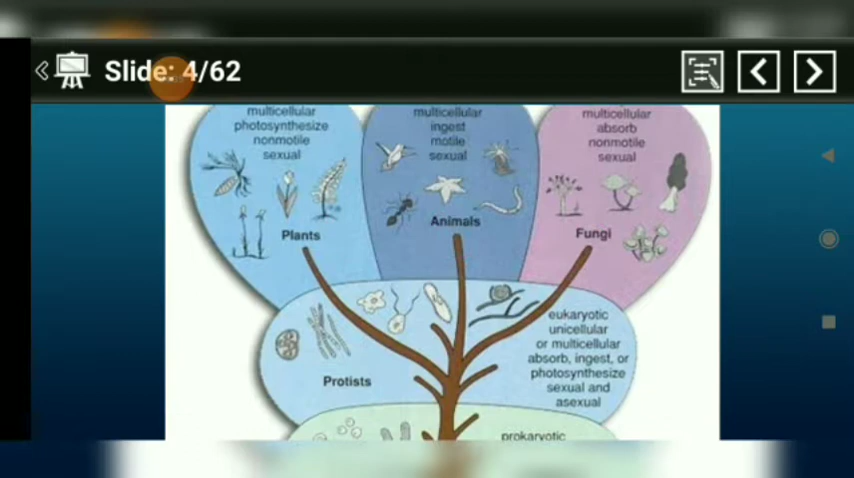 Slide: 4/62
multicellular
photosynthesize
nonmotile
sexual
Plants
multicellular
ingest
motile
sexual
Animals
multicellular
absorb
nonmotile
sexual
Fungi
Protists
eukaryotic
unicellular
or multicellular
absorb, ingest, or
photosynthesize
sexual and
asexual
prokaryotic